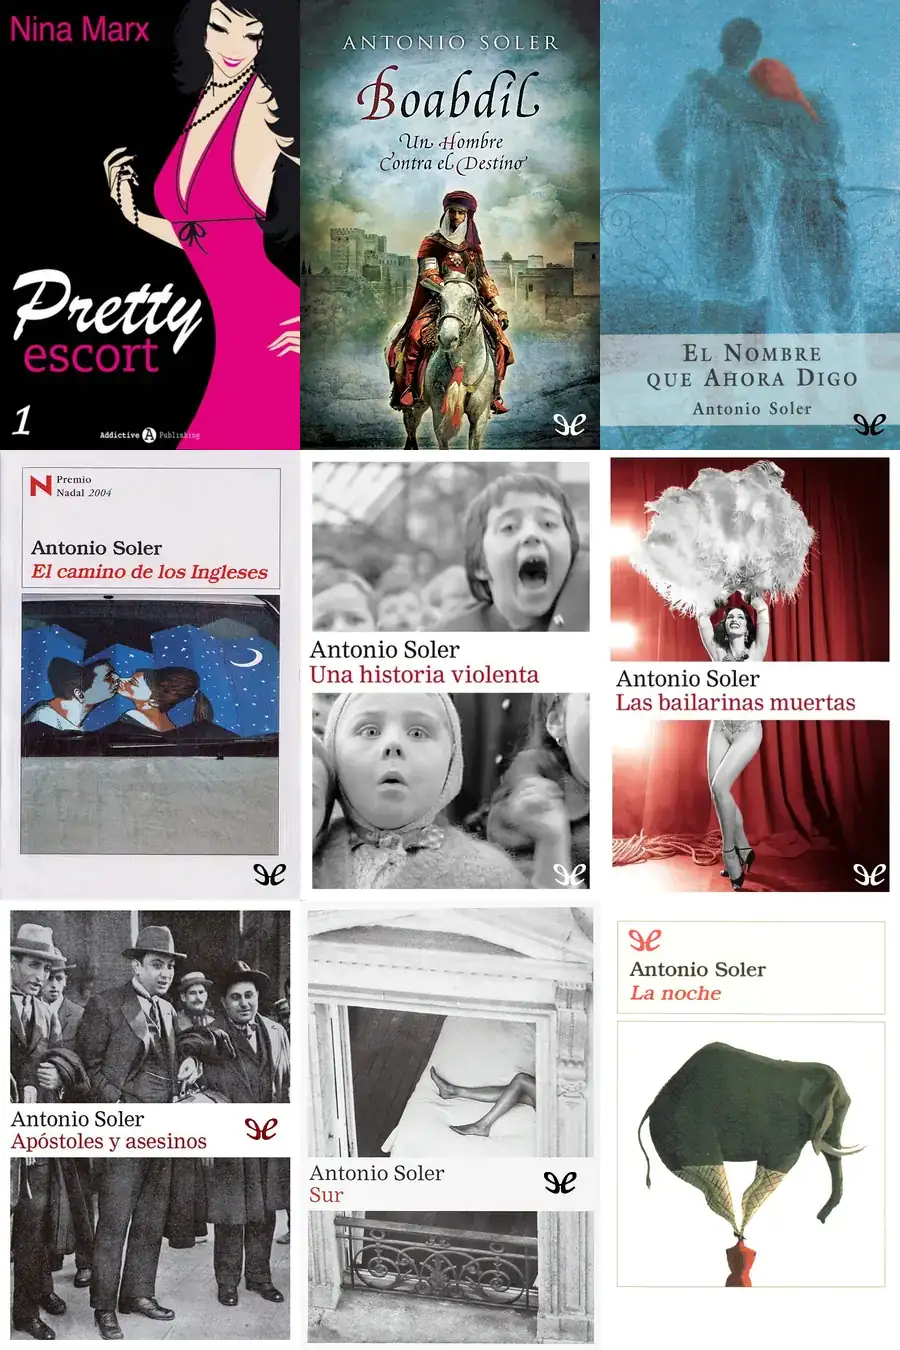 Nina Marx
Pretty
escort
1
Addictive A Publishing
ANTONIO SOLER
Boabdil
Un Hombre
Contra el Destino
EL NOMBRE
QUE AHORA DIGO
Antonio Soler
N Premio
Nadal 2004
Antonio Soler
El camino de los Ingleses
Antonio Soler
Una historia violenta
Antonio Soler
Las bailarinas muertas
Antonio Soler
Apóstoles y asesinos
Antonio Soler
Sur
Antonio Soler
La noche